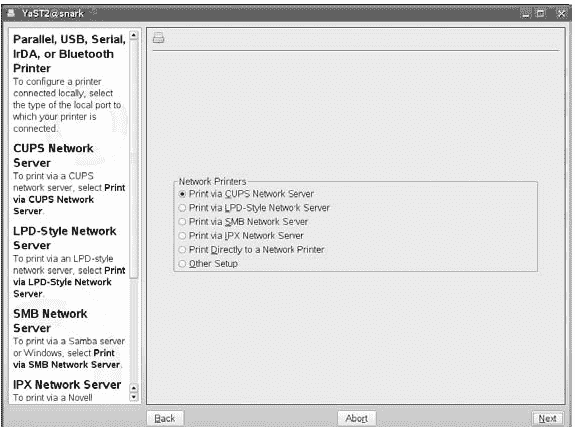 YaST2@snark
Parallel, USB, Serial,
IrDA, or Bluetooth
Printer
To configure a printer
connected locally, select
the type of the local port to
which your printer is
connected.
CUPS Network
Server
To print via a CUPS
network server, select Print
via CUPS Network
Server.
LPD-Style Network
Server
To print via an LPD-style
network server, select Print
via LPD-Style Network
Server.
SMB Network
Server
To print via a Samba server
or Windows, select Print
via SMB Network Server.
IPX Network Server
To print via a Novell
Network Printers
Print via CUPS Network Server
Print via LPD-Style Network Server
Print via SMB Network Server
Print via IPX Network Server
Print Directly to a Network Printer
Other Setup
Back
Abort
Next